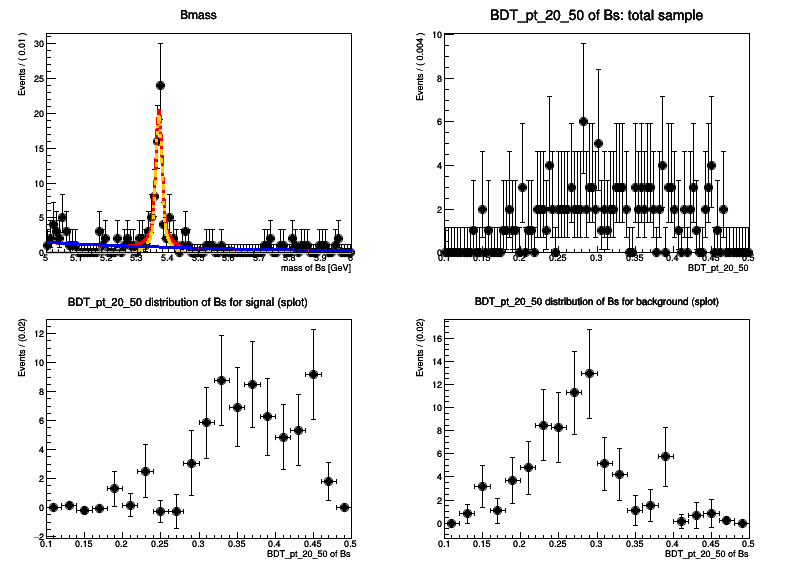 Bmass
Events / ( 0.01 )
30
25
20
15
10
5
0
5 5.1 5.2 5.3 5.4 5.5 5.6 5.7 5.8 5.9 6
mass of Bs [GeV]
BDT_pt_20_50 of Bs: total sample
Events / ( 0.004 )
10
8
6
4
2
0
0.1 0.15 0.2 0.25 0.3 0.35 0.4 0.45 0.5
BDT_pt_20_50
BDT_pt_20_50 distribution of Bs for signal (splot)
Events / (0.02)
12
10
8
6
4
2
0
−2
0.1 0.15 0.2 0.25 0.3 0.35 0.4 0.45 0.5
BDT_pt_20_50 of Bs
BDT_pt_20_50 distribution of Bs for background (splot)
Events / (0.02)
16
14
12
10
8
6
4
2
0
0.1 0.15 0.2 0.25 0.3 0.35 0.4 0.45 0.5
BDT_pt_20_50 of Bs